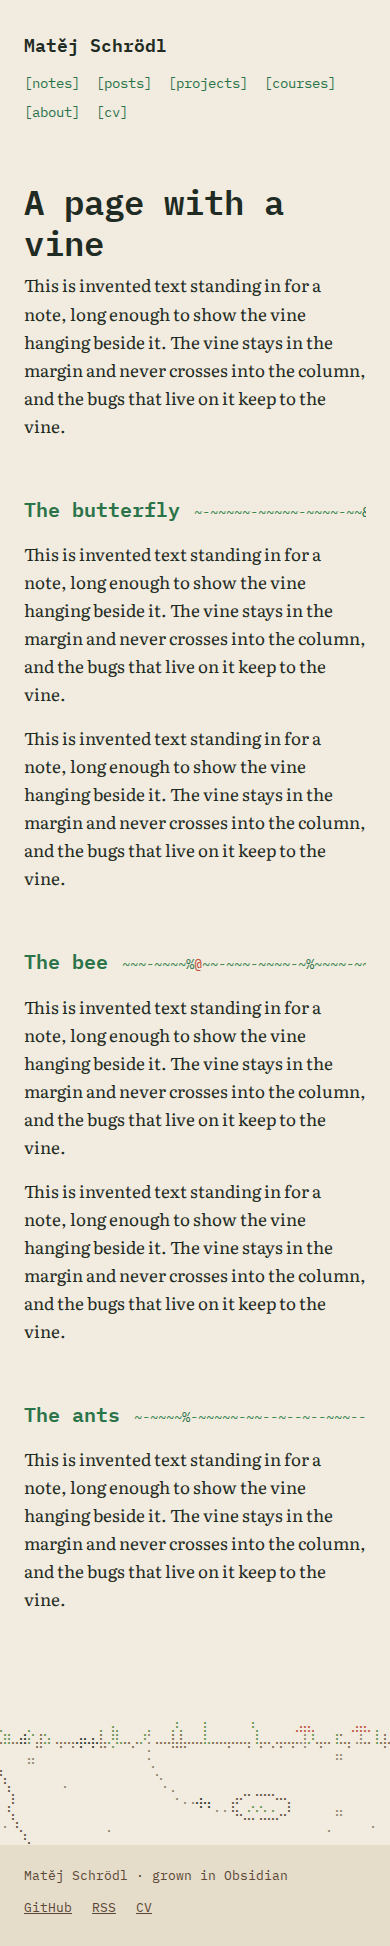 Matěj Schrödl
[notes] [posts] [projects] [courses]
[about] [cv]
A page with a
vine
This is invented text standing in for a
note, long enough to show the vine
hanging beside it. The vine stays in the
margin and never crosses into the column,
and the bugs that live on it keep to the
vine.
The butterfly
This is invented text standing in for a
note, long enough to show the vine
hanging beside it. The vine stays in the
margin and never crosses into the column,
and the bugs that live on it keep to the
vine.
This is invented text standing in for a
note, long enough to show the vine
hanging beside it. The vine stays in the
margin and never crosses into the column,
and the bugs that live on it keep to the
vine.
The bee
This is invented text standing in for a
note, long enough to show the vine
hanging beside it. The vine stays in the
margin and never crosses into the column,
and the bugs that live on it keep to the
vine.
This is invented text standing in for a
note, long enough to show the vine
hanging beside it. The vine stays in the
margin and never crosses into the column,
and the bugs that live on it keep to the
vine.
The ants
This is invented text standing in for a
note, long enough to show the vine
hanging beside it. The vine stays in the
margin and never crosses into the column,
and the bugs that live on it keep to the
vine.
Matěj Schrödl · grown in Obsidian
GitHub RSS CV